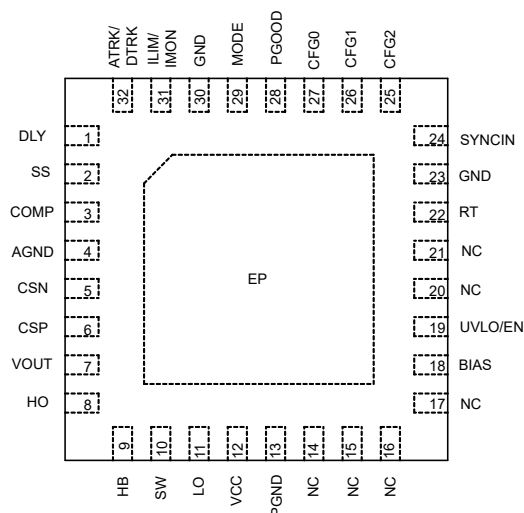 ATRK/
DTRK
ILIM/
IMON
GND
MODE
PGOOD
CFG0
CFG1
CFG2
32
31
30
29
28
27
26
25
DLY 1
SS 2
COMP 3
AGND 4
CSN 5
CSP 6
VOUT 7
HO 8
EP
24 SYNCIN
23 GND
22 RT
21 NC
20 NC
19 UVLO/EN
18 BIAS
17 NC
9
10
11
12
13
14
15
16
HB
SW
LO
VCC
PGND
NC
NC
NC